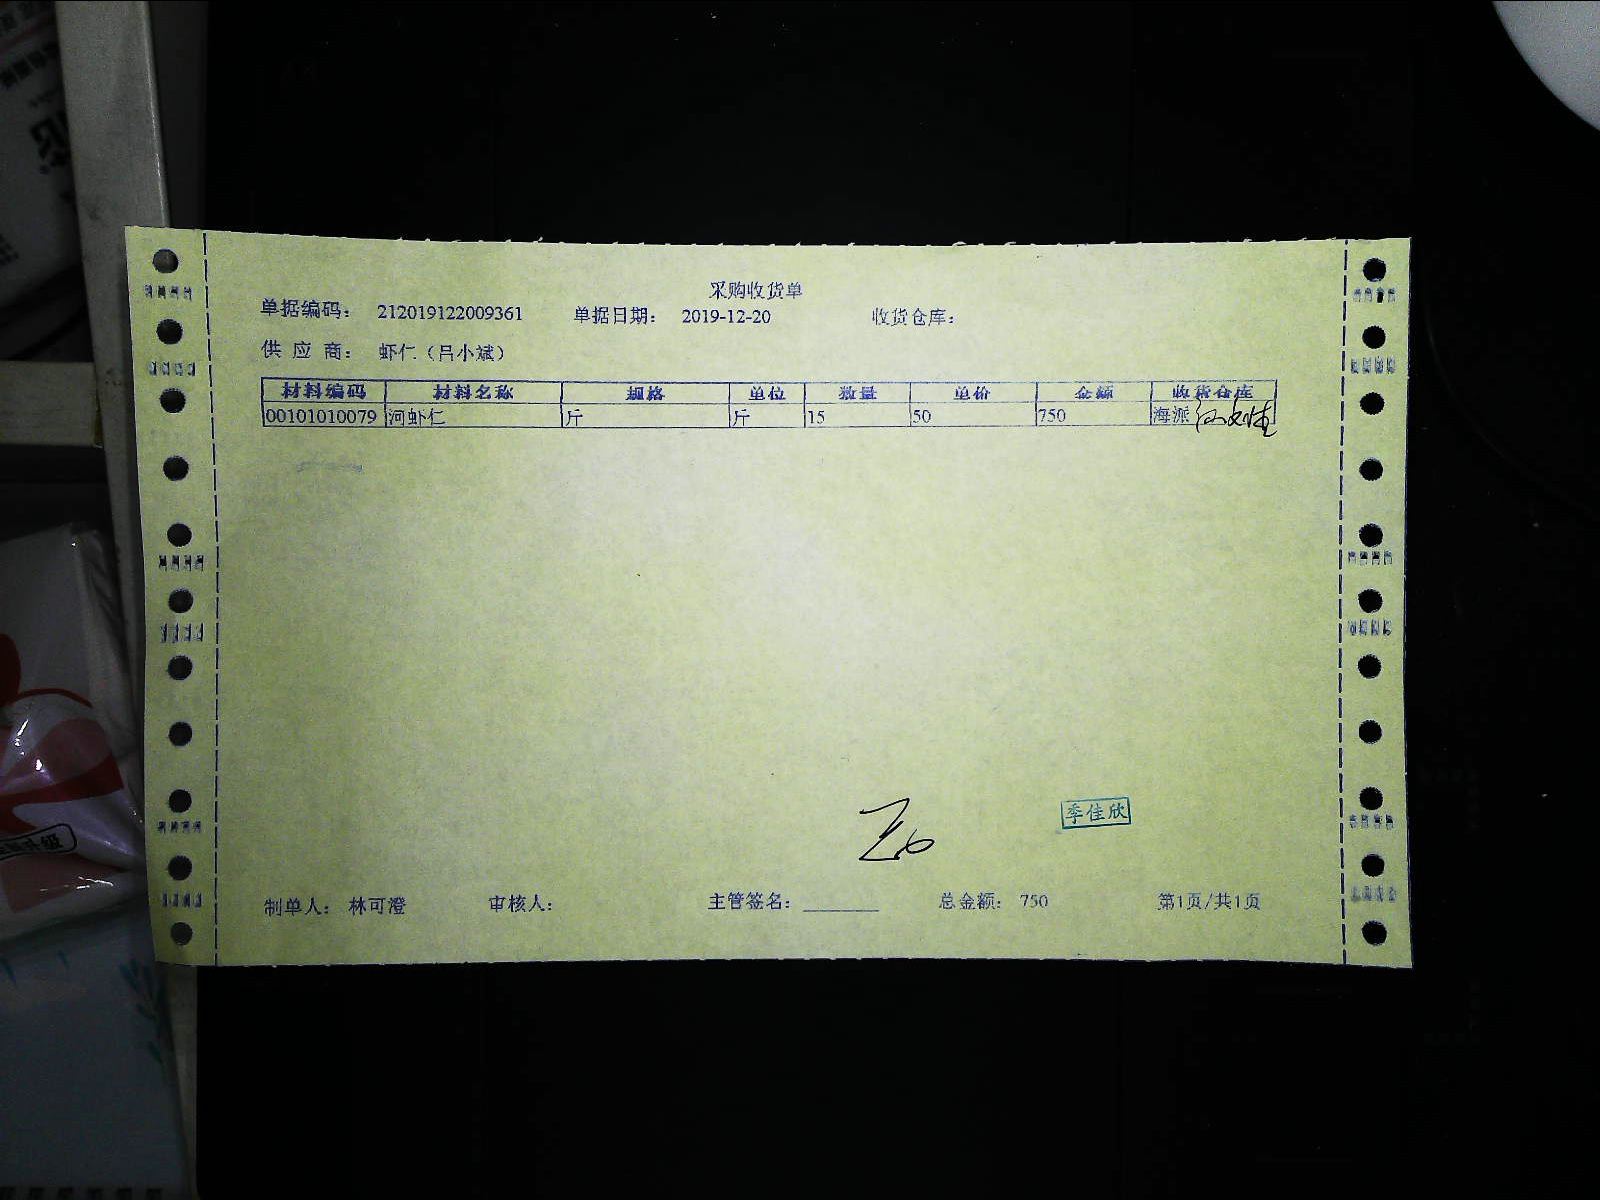 采购收货单
单据编码： 212019122009361 单据日期： 2019-12-20 收货仓库：
供 应 商： 虾仁（吕小斌）
材料编码 材料名称 规格 单位 数量 单价 金额 收货仓库
00101010079 河虾仁 斤 斤 15 50 750 海派
季佳欣
制单人： 林可澄 审核人： 主管签名： ________ 总金额： 750 第1页/共1页